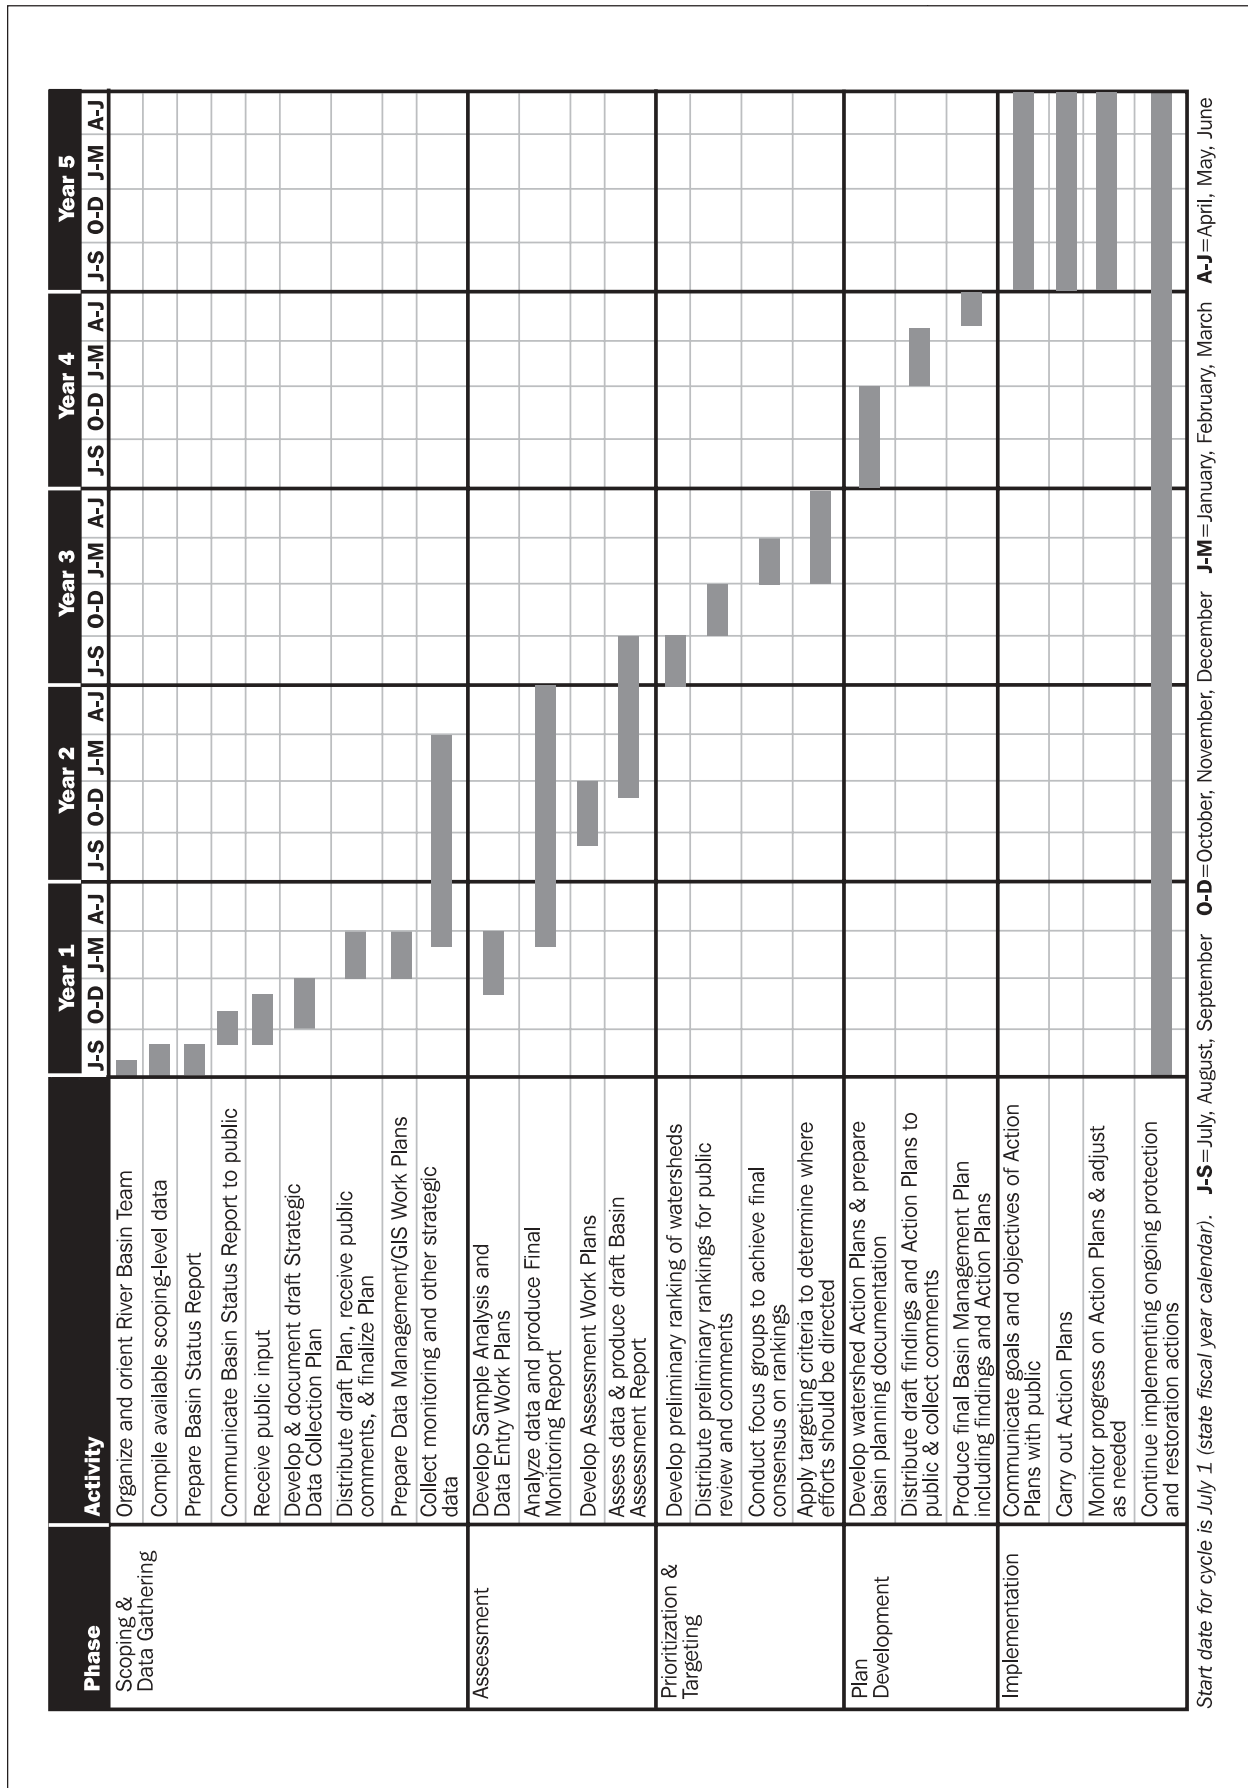 Phase
Activity
Year 1
Year 2
Year 3
Year 4
Year 5
J-S O-D J-M A-J
J-S O-D J-M A-J
J-S O-D J-M A-J
J-S O-D J-M A-J
J-S O-D J-M A-J
Scoping &
Data Gathering
Organize and orient River Basin Team
Compile available scoping-level data
Prepare Basin Status Report
Communicate Basin Status Report to public
Receive public input
Develop & document draft Strategic
Data Collection Plan
Distribute draft Plan, receive public
comments, & finalize Plan
Prepare Data Management/GIS Work Plans
Collect monitoring and other strategic
data
Assessment
Develop Sample Analysis and
Data Entry Work Plans
Analyze data and produce Final
Monitoring Report
Develop Assessment Work Plans
Assess data & produce draft Basin
Assessment Report
Prioritization &
Targeting
Develop preliminary ranking of watersheds
Distribute preliminary rankings for public
review and comments
Conduct focus groups to achieve final
consensus on rankings
Apply targeting criteria to determine where
efforts should be directed
Plan
Development
Develop watershed Action Plans & prepare
basin planning documentation
Distribute draft findings and Action Plans to
public & collect comments
Produce final Basin Management Plan
including findings and Action Plans
Implementation
Communicate goals and objectives of Action
Plans with public
Carry out Action Plans
Monitor progress on Action Plans & adjust
as needed
Continue implementing ongoing protection
and restoration actions
Start date for cycle is July 1 (state fiscal year calendar). J-S=July, August, September O-D=October, November, December J-M=January, February, March A-J=April, May, June